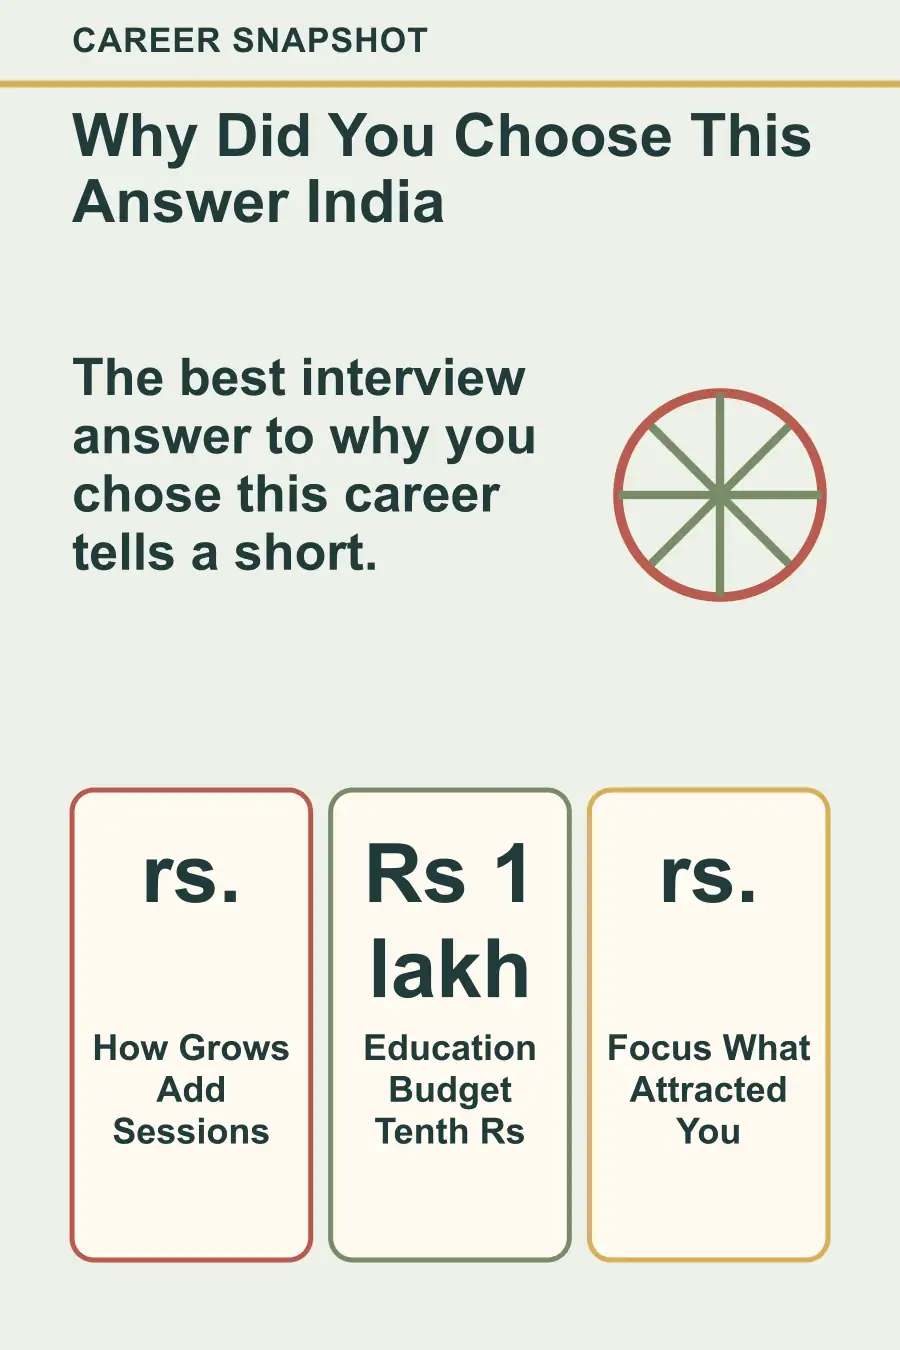 CAREER SNAPSHOT
Why Did You Choose This
Answer India
The best interview
answer to why you
chose this career
tells a short.
rs.
How Grows
Add
Sessions
Rs 1
lakh
Education
Budget
Tenth Rs
rs.
Focus What
Attracted
You